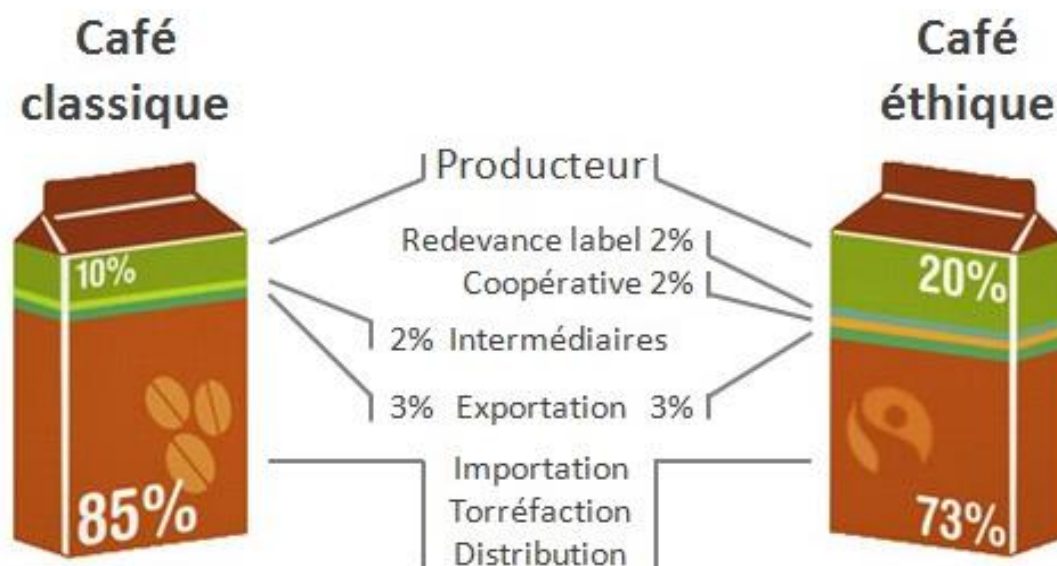 Café
classique
Café
éthique
Producteur
10%
20%
Redevance label 2%
Coopérative 2%
2% Intermédiaires
3% Exportation 3%
Importation
Torréfaction
Distribution
85%
73%